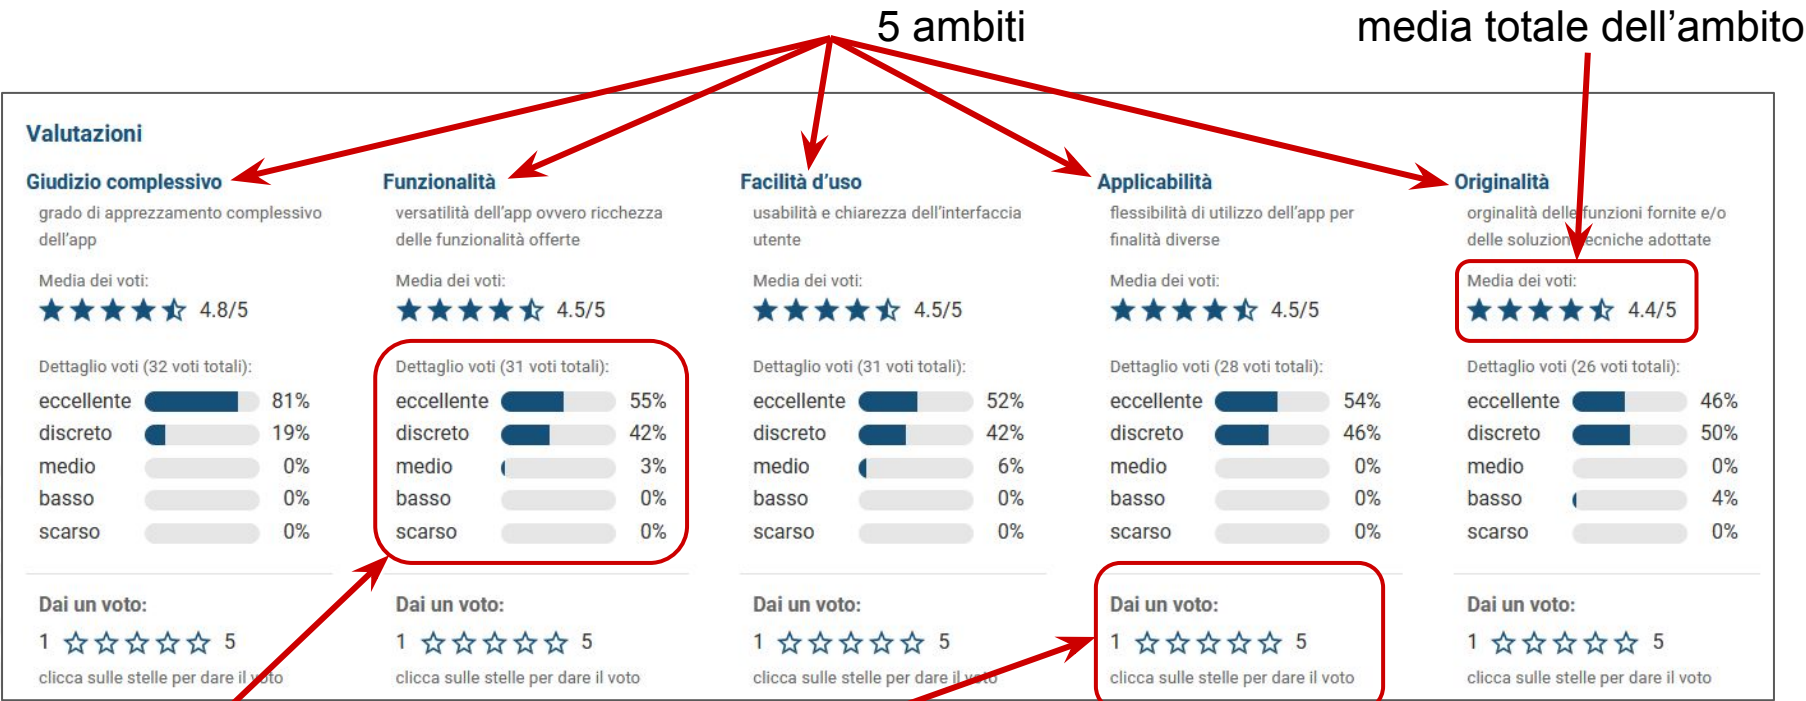 5 ambiti
media totale dell'ambito
Valutazioni
Giudizio complessivo
grado di apprezzamento complessivo
dell'app
Media dei voti:
4.8/5
Dettaglio voti (32 voti totali):
eccellente 81%
discreto 19%
medio 0%
basso 0%
scarso 0%
Dai un voto:
1 5
clicca sulle stelle per dare il voto
Funzionalità
versatilità dell'app ovvero ricchezza
delle funzionalità offerte
Media dei voti:
4.5/5
Dettaglio voti (31 voti totali):
eccellente 55%
discreto 42%
medio 3%
basso 0%
scarso 0%
Dai un voto:
1 5
clicca sulle stelle per dare il voto
Facilità d'uso
usabilità e chiarezza dell'interfaccia
utente
Media dei voti:
4.5/5
Dettaglio voti (31 voti totali):
eccellente 52%
discreto 42%
medio 6%
basso 0%
scarso 0%
Dai un voto:
1 5
clicca sulle stelle per dare il voto
Applicabilità
flessibilità di utilizzo dell'app per
finalità diverse
Media dei voti:
4.5/5
Dettaglio voti (28 voti totali):
eccellente 54%
discreto 46%
medio 0%
basso 0%
scarso 0%
Dai un voto:
1 5
clicca sulle stelle per dare il voto
Originalità
orginalità delle funzioni fornite e/o
delle soluzioni tecniche adottate
Media dei voti:
4.4/5
Dettaglio voti (26 voti totali):
eccellente 46%
discreto 50%
medio 0%
basso 4%
scarso 0%
Dai un voto:
1 5
clicca sulle stelle per dare il voto